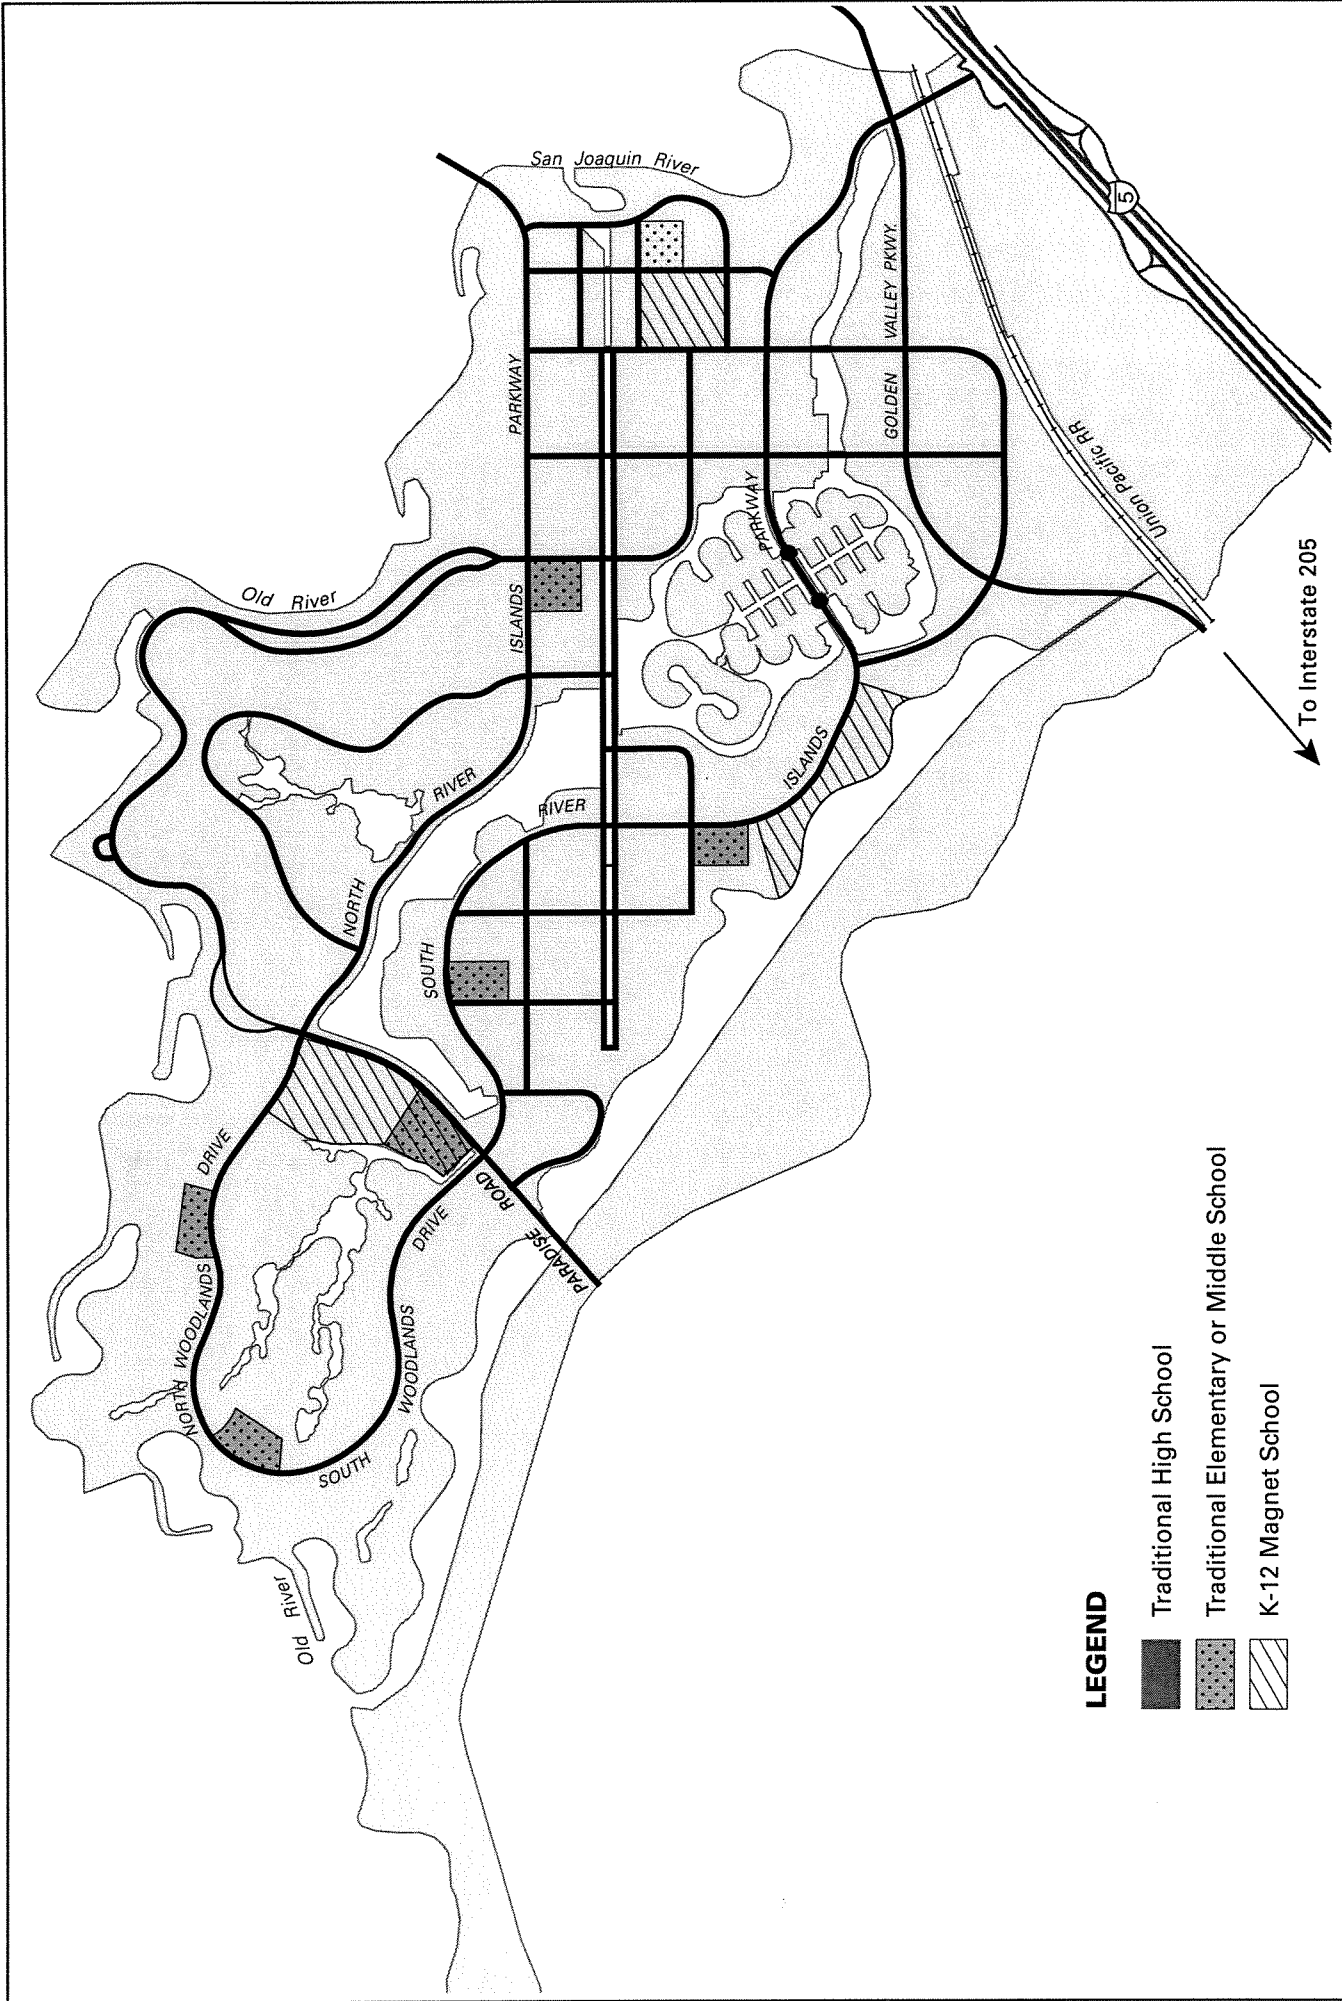 San Joaquin River
PARKWAY
ISLANDS
Old River
RIVER
NORTH
GOLDEN VALLEY PKWY.
5
Union Pacific RR
To Interstate 205
PARKWAY
ISLANDS
RIVER
SOUTH
PARADISE ROAD
NORTH WOODLANDS DRIVE
SOUTH WOODLANDS DRIVE
Old River
LEGEND
Traditional High School
Traditional Elementary or Middle School
K-12 Magnet School